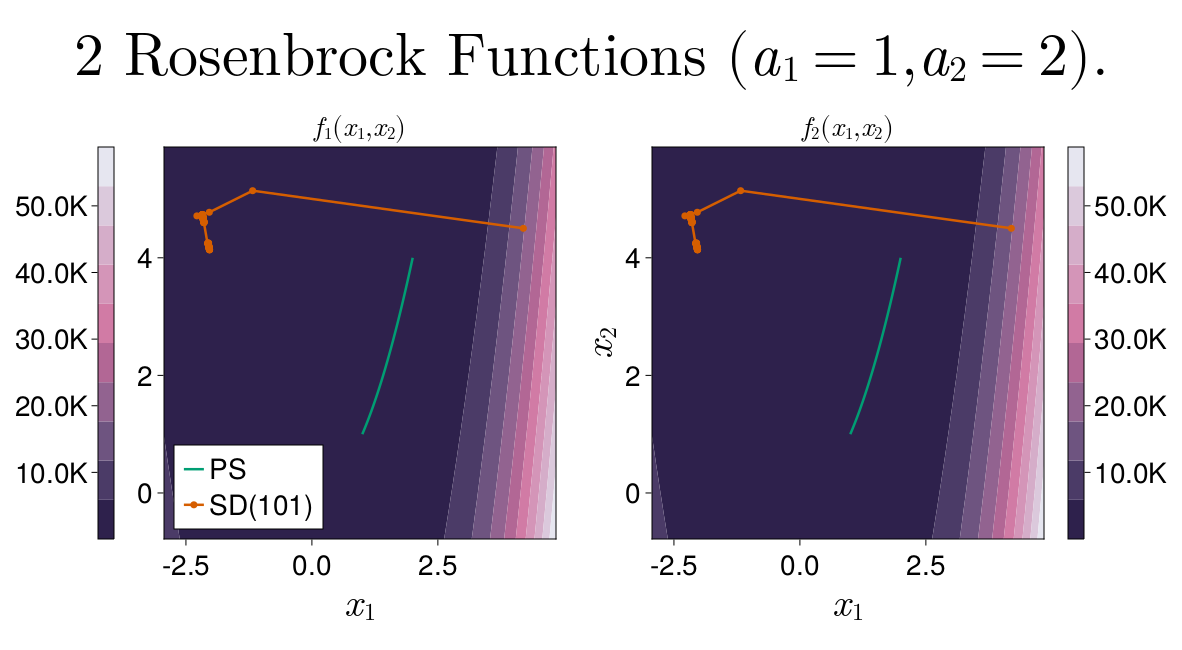 2 Rosenbrock Functions (a₁ = 1, a₂ = 2).
f₁(x₁,x₂)
f₂(x₁,x₂)
50.0K
40.0K
30.0K
20.0K
10.0K
4
2
0
PS
SD(101)
-2.5 0.0 2.5
x₁
x₂
4
2
0
-2.5 0.0 2.5
x₁
50.0K
40.0K
30.0K
20.0K
10.0K